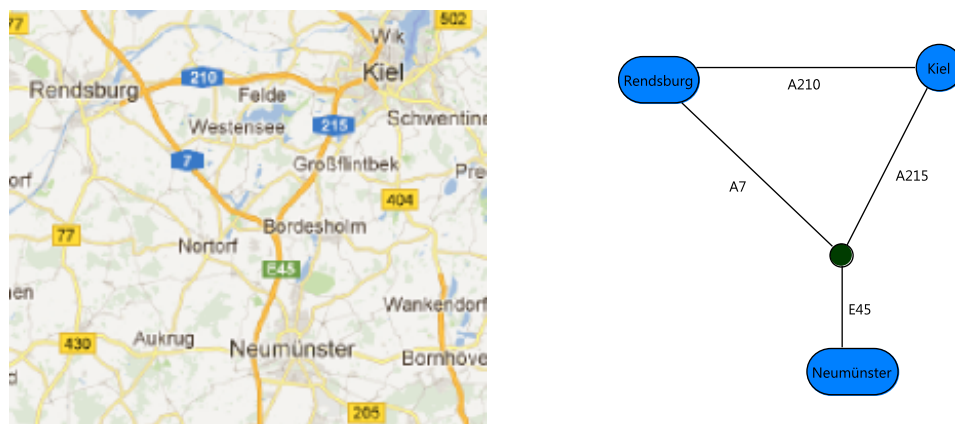 77
502
Wik
Kiel
210
Rendsburg
Felde
Schwentine
Westensee
215
7
Großflintbek
Pre
orf
404
77
Bordesholm
Nortorf
E45
en
Wankendorf
Aukrug
430
Neumünster
Bornhöve
d
205
Rendsburg
Kiel
A210
A7
A215
E45
Neumünster